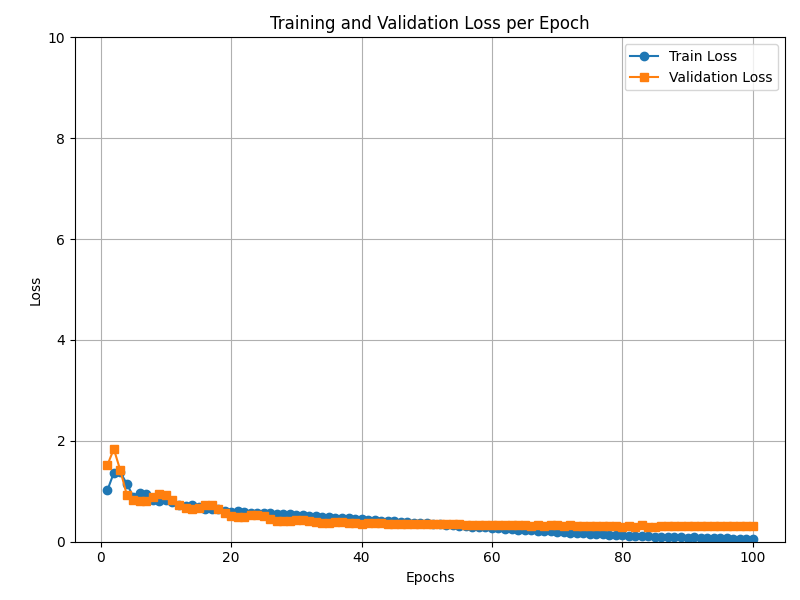 Training and Validation Loss per Epoch
10
8
6
4
2
0
Loss
Train Loss
Validation Loss
0 20 40 60 80 100
Epochs